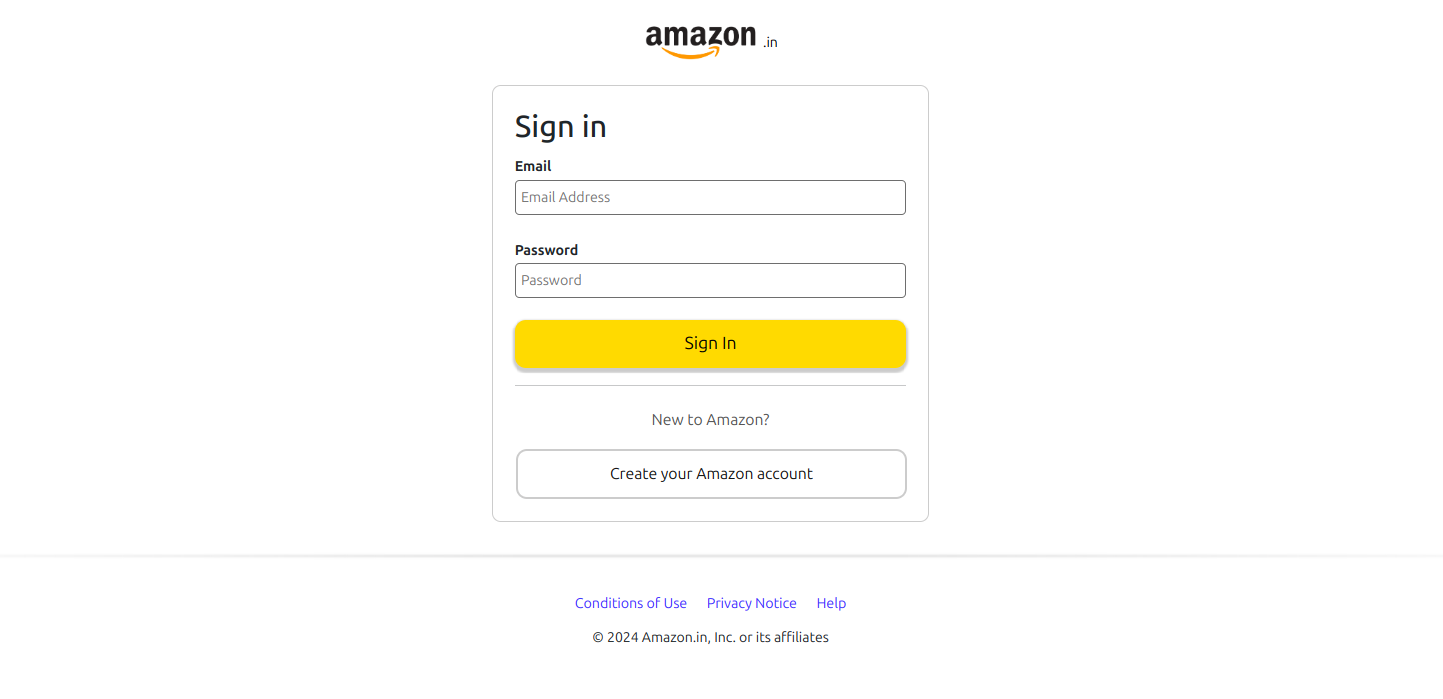 amazon .in
Sign in
Email
Email Address
Password
Password
Sign In
New to Amazon?
Create your Amazon account
Conditions of Use Privacy Notice Help
© 2024 Amazon.in, Inc. or its affiliates